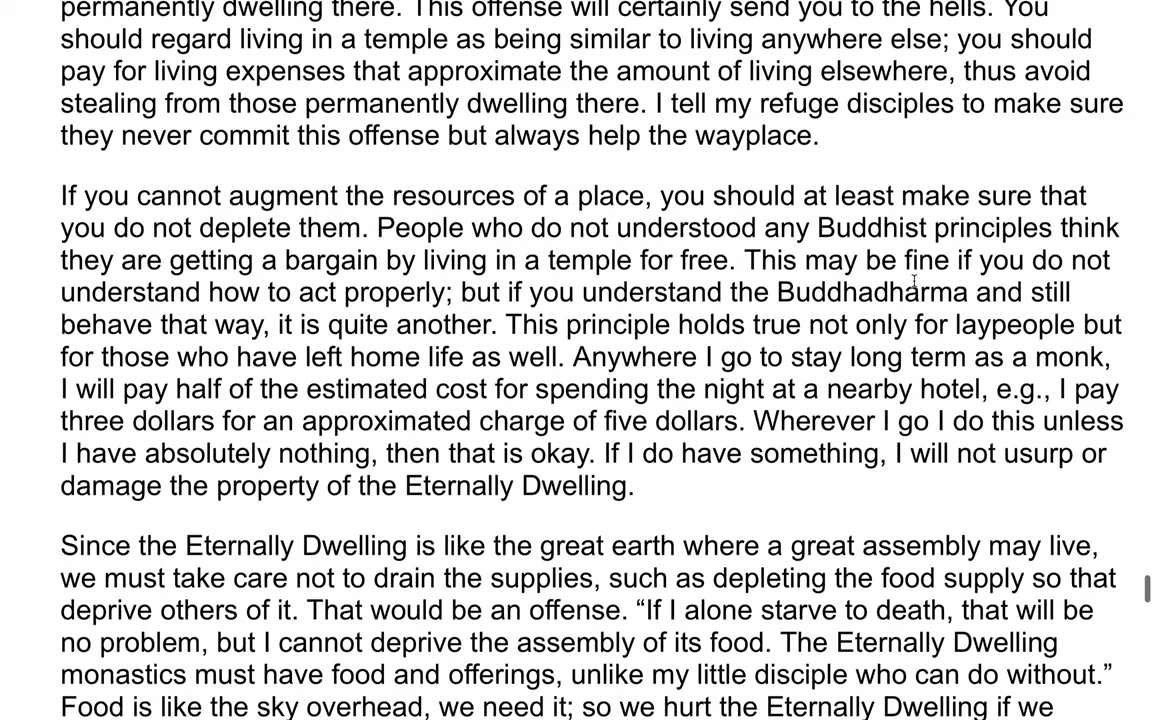 permanently dwelling there. This offense will certainly send you to the hells. You
should regard living in a temple as being similar to living anywhere else; you should
pay for living expenses that approximate the amount of living elsewhere, thus avoid
stealing from those permanently dwelling there. I tell my refuge disciples to make sure
they never commit this offense but always help the wayplace.
If you cannot augment the resources of a place, you should at least make sure that
you do not deplete them. People who do not understood any Buddhist principles think
they are getting a bargain by living in a temple for free. This may be fine if you do not
understand how to act properly; but if you understand the Buddhadharma and still
behave that way, it is quite another. This principle holds true not only for laypeople but
for those who have left home life as well. Anywhere I go to stay long term as a monk,
I will pay half of the estimated cost for spending the night at a nearby hotel, e.g., I pay
three dollars for an approximated charge of five dollars. Wherever I go I do this unless
I have absolutely nothing, then that is okay. If I do have something, I will not usurp or
damage the property of the Eternally Dwelling.
Since the Eternally Dwelling is like the great earth where a great assembly may live,
we must take care not to drain the supplies, such as depleting the food supply so that
deprive others of it. That would be an offense. “If I alone starve to death, that will be
no problem, but I cannot deprive the assembly of its food. The Eternally Dwelling
monastics must have food and offerings, unlike my little disciple who can do without.”
Food is like the sky overhead, we need it; so we hurt the Eternally Dwelling if we